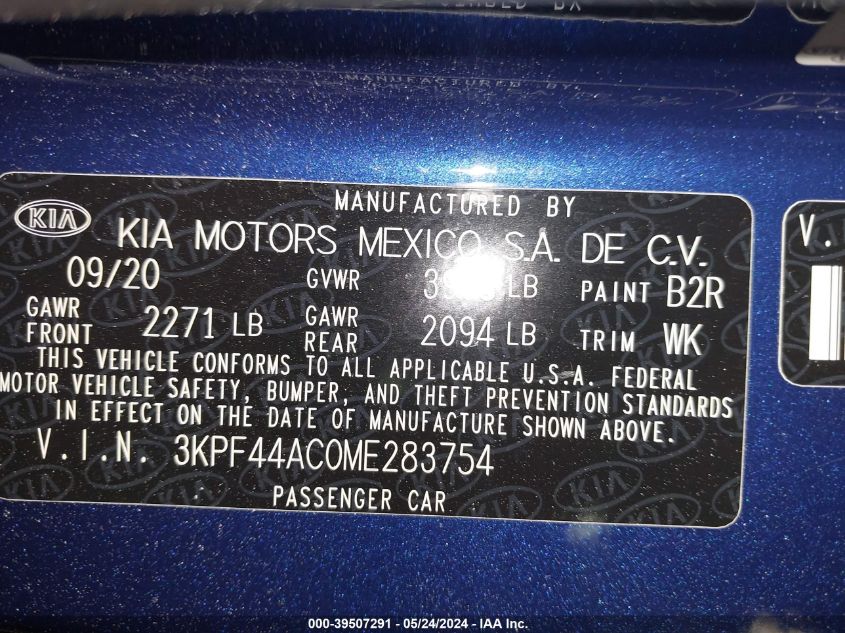 MANUFACTURED BY
KIA KIA MOTORS MEXICO S.A. DE C.V.
09/20 GVWR LB PAINT B2R
GAWR FRONT 2271 LB GAWR REAR 2094 LB TRIM WK
THIS VEHICLE CONFORMS TO ALL APPLICABLE U.S.A. FEDERAL
MOTOR VEHICLE SAFETY, BUMPER, AND THEFT PREVENTION STANDARDS
IN EFFECT ON THE DATE OF MANUFACTURE SHOWN ABOVE.
V.I.N. 3KPF44AC0ME283754
PASSENGER CAR
V.
000-39507291 - 05/24/2024 - IAA Inc.